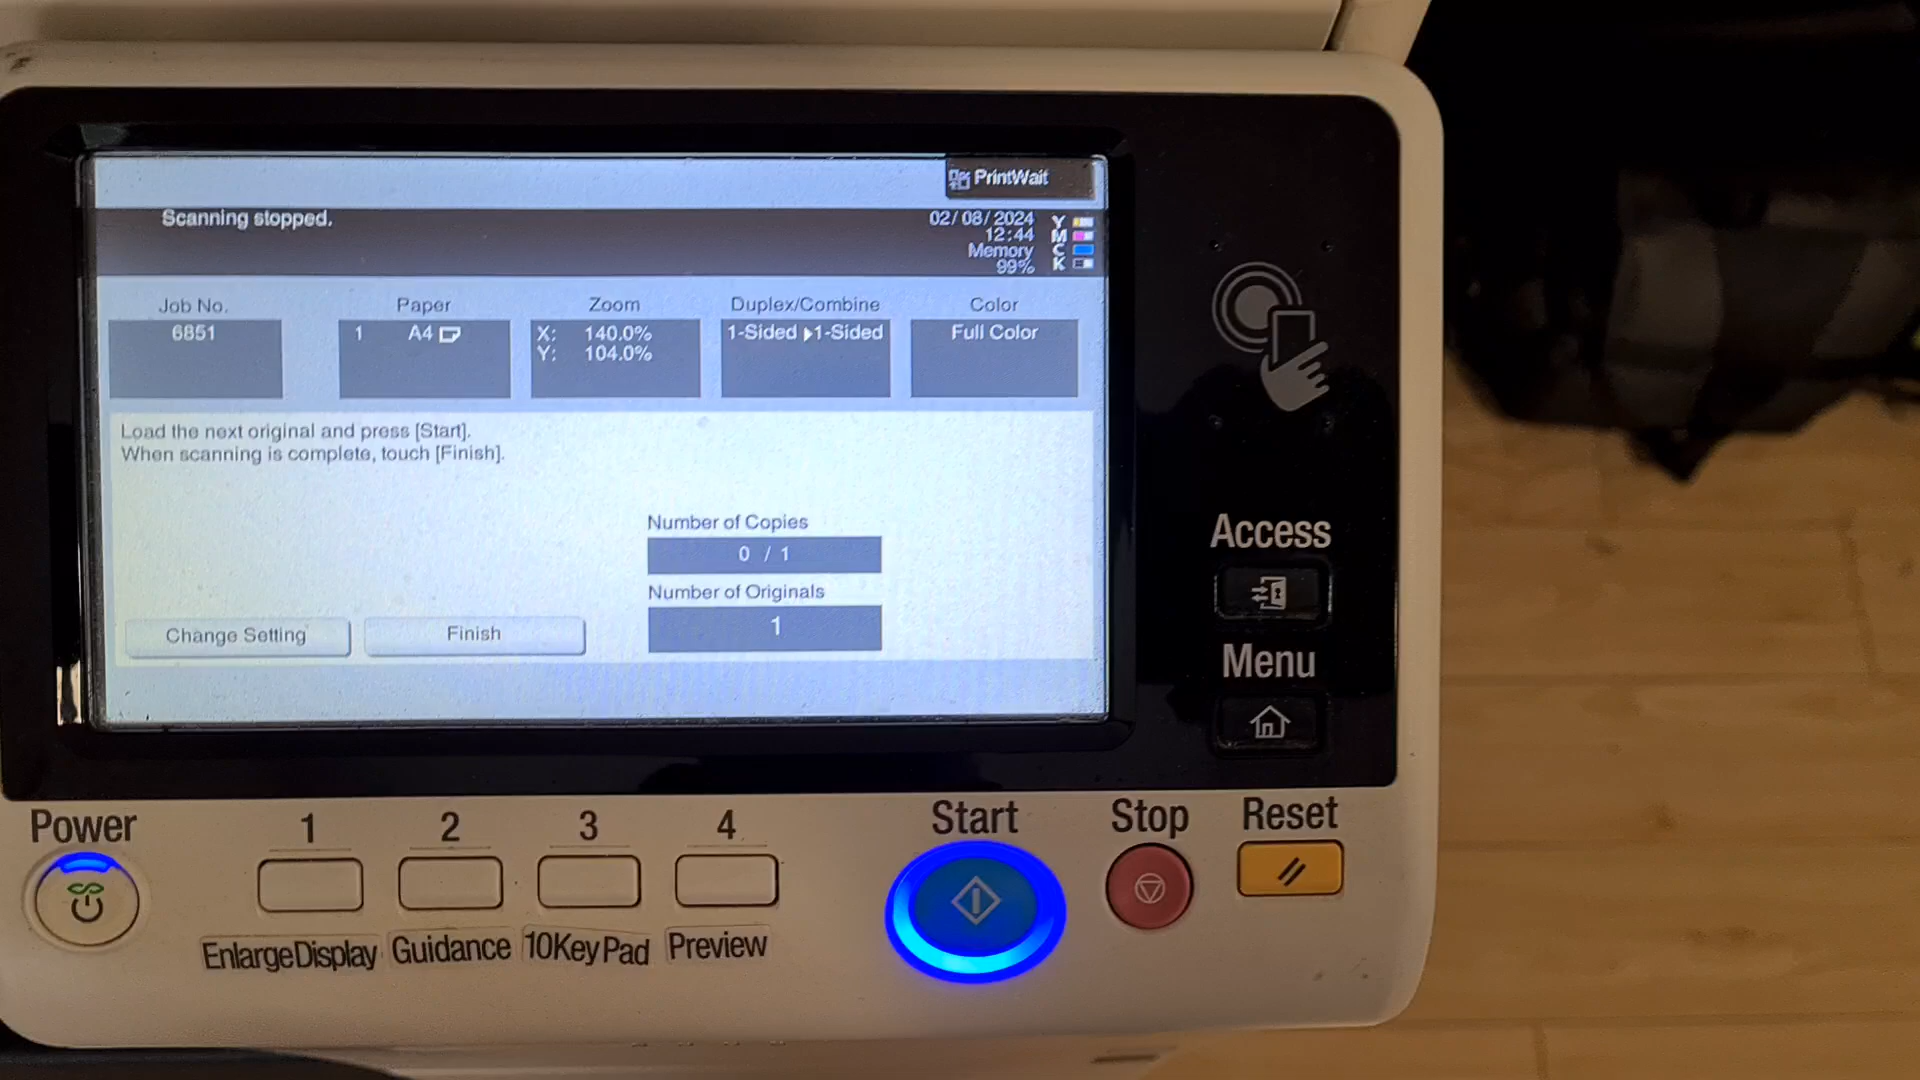 PrintWait
Scanning stopped.
02/08/2024
12:44
Memory
99%
Y
M
C
K
Job No.
6851
Paper
1 A4
Zoom
X: 140.0%
Y: 104.0%
Duplex/Combine
1-Sided ▶1-Sided
Color
Full Color
Load the next original and press [Start].
When scanning is complete, touch [Finish].
Number of Copies
0 / 1
Number of Originals
1
Change Setting
Finish
Access
Menu
Power
1
2
3
4
Start
Stop
Reset
EnlargeDisplay
Guidance
10KeyPad
Preview